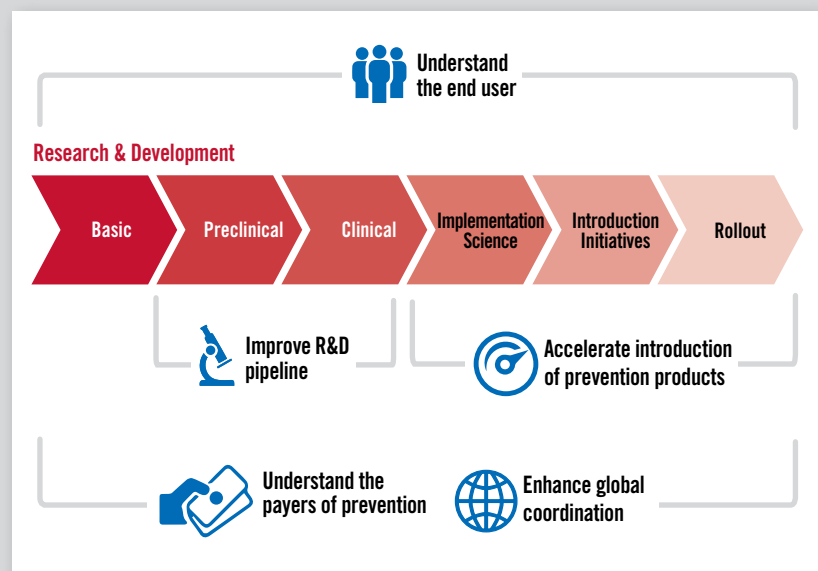 Understand
the end user
Research & Development
Basic
Preclinical
Clinical
Implementation
Science
Introduction
Initiatives
Rollout
Improve R&D
pipeline
Accelerate introduction
of prevention products
Understand the
payers of prevention
Enhance global
coordination